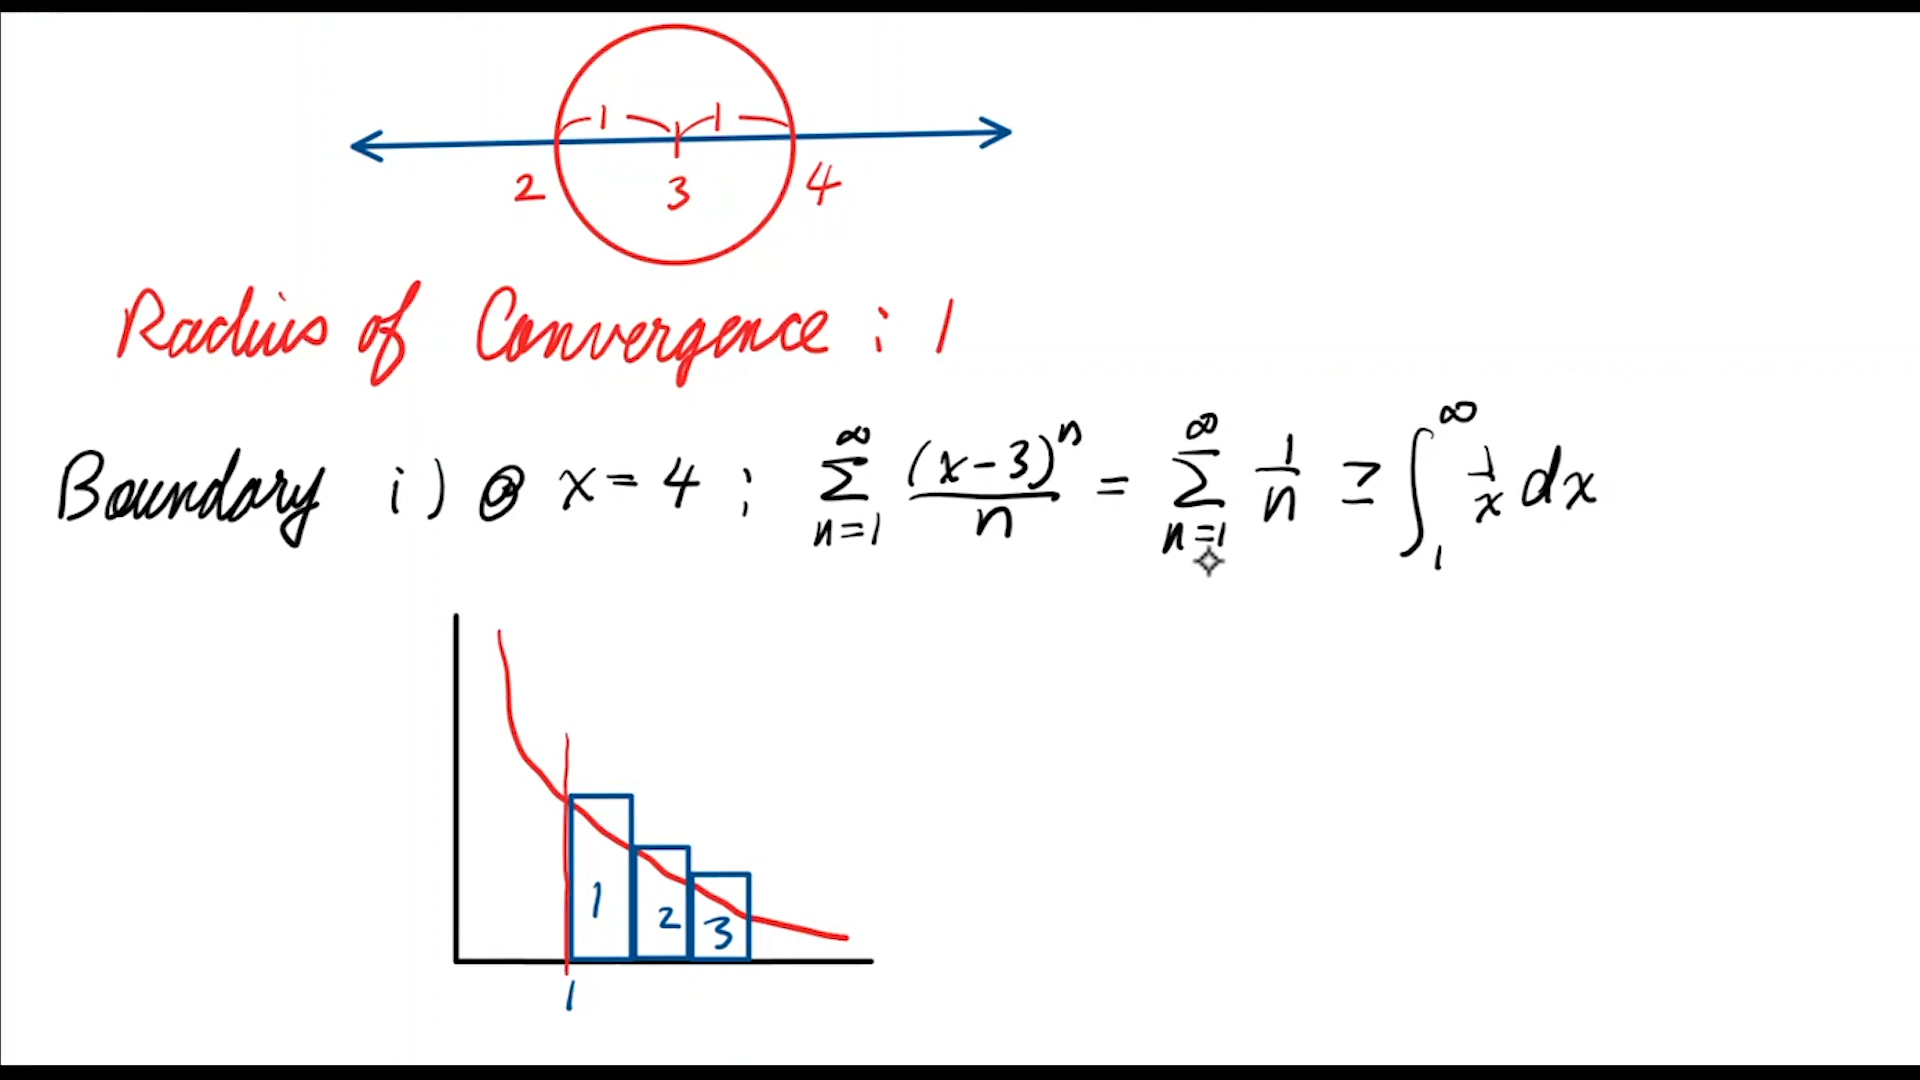 1 1
2 3 4
Radius of Convergence : 1
Boundary i) @ x = 4 ; ∞ ∑ n=1 (x-3)^n / n = ∞ ∑ n=1 1/n ≥ ∫_1^∞ 1/x dx
1 2 3
1